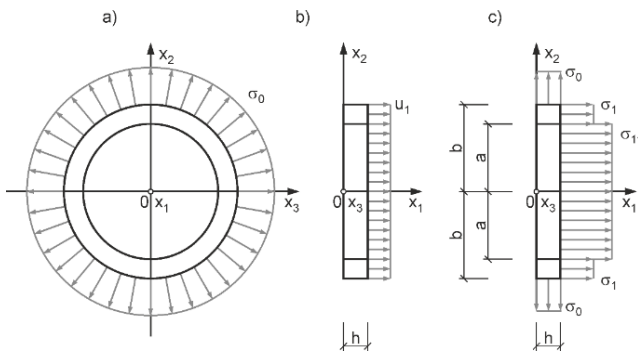 a) b) c)
x₂ x₂ x₂
σ₀
σ₀
u₁ σ₁
σ₁
b a b a
0 x₁ x₃ 0 x₃ x₁ 0 x₃ x₁
b a
σ₁
σ₀
h h